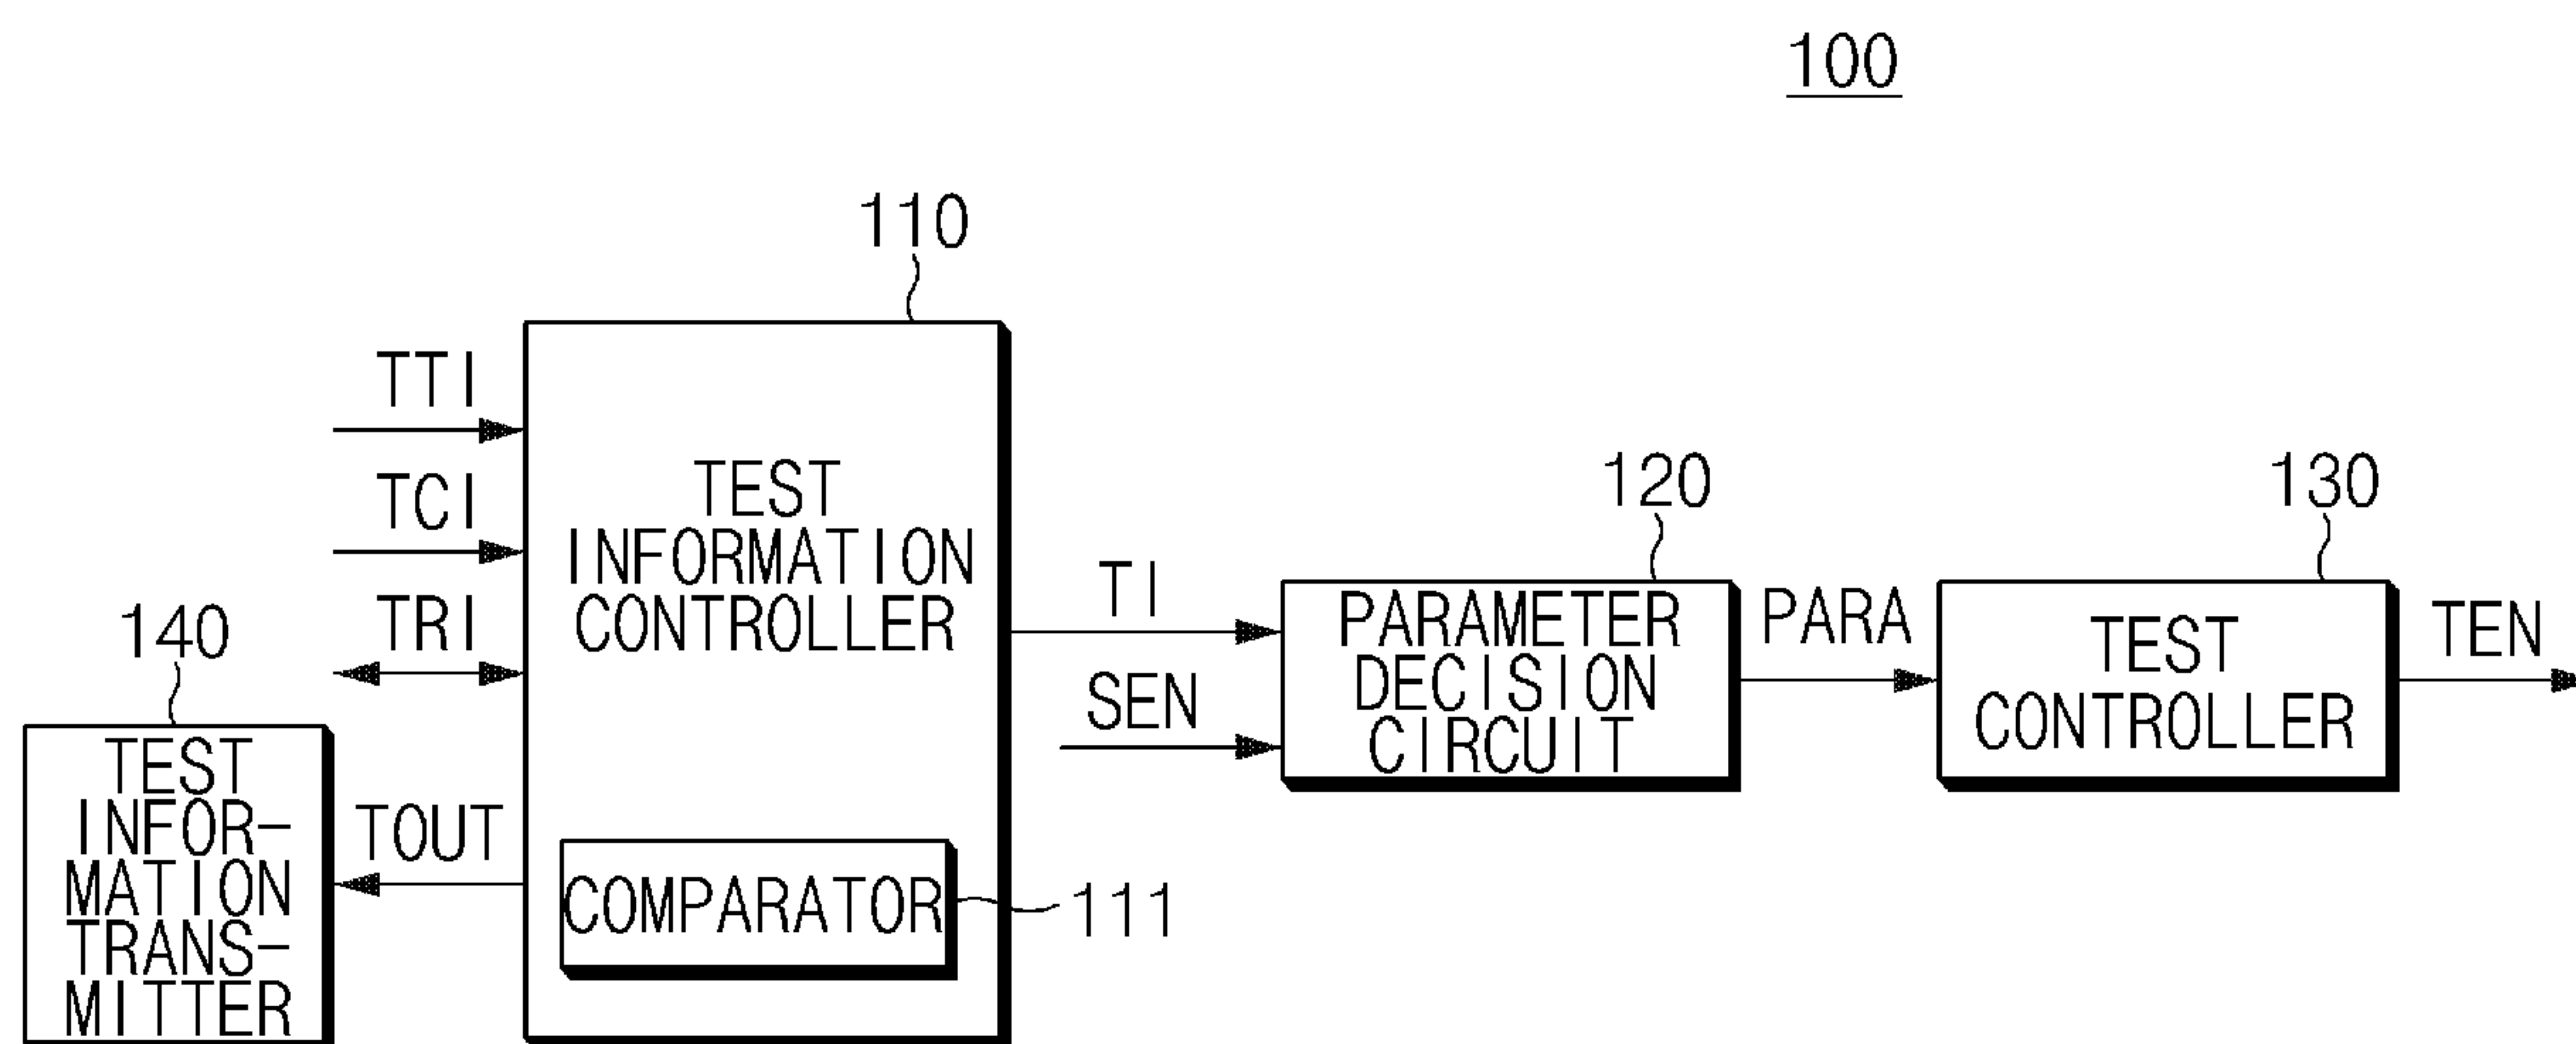 100
110
TTI
TCI
TRI
TEST
INFORMATION
CONTROLLER
TI
SEN
120
PARAMETER
DECISION
CIRCUIT
PARA
130
TEST
CONTROLLER
TEN
140
TEST
INFOR-
MATION
TRANS-
MITTER
TOUT
COMPARATOR
111